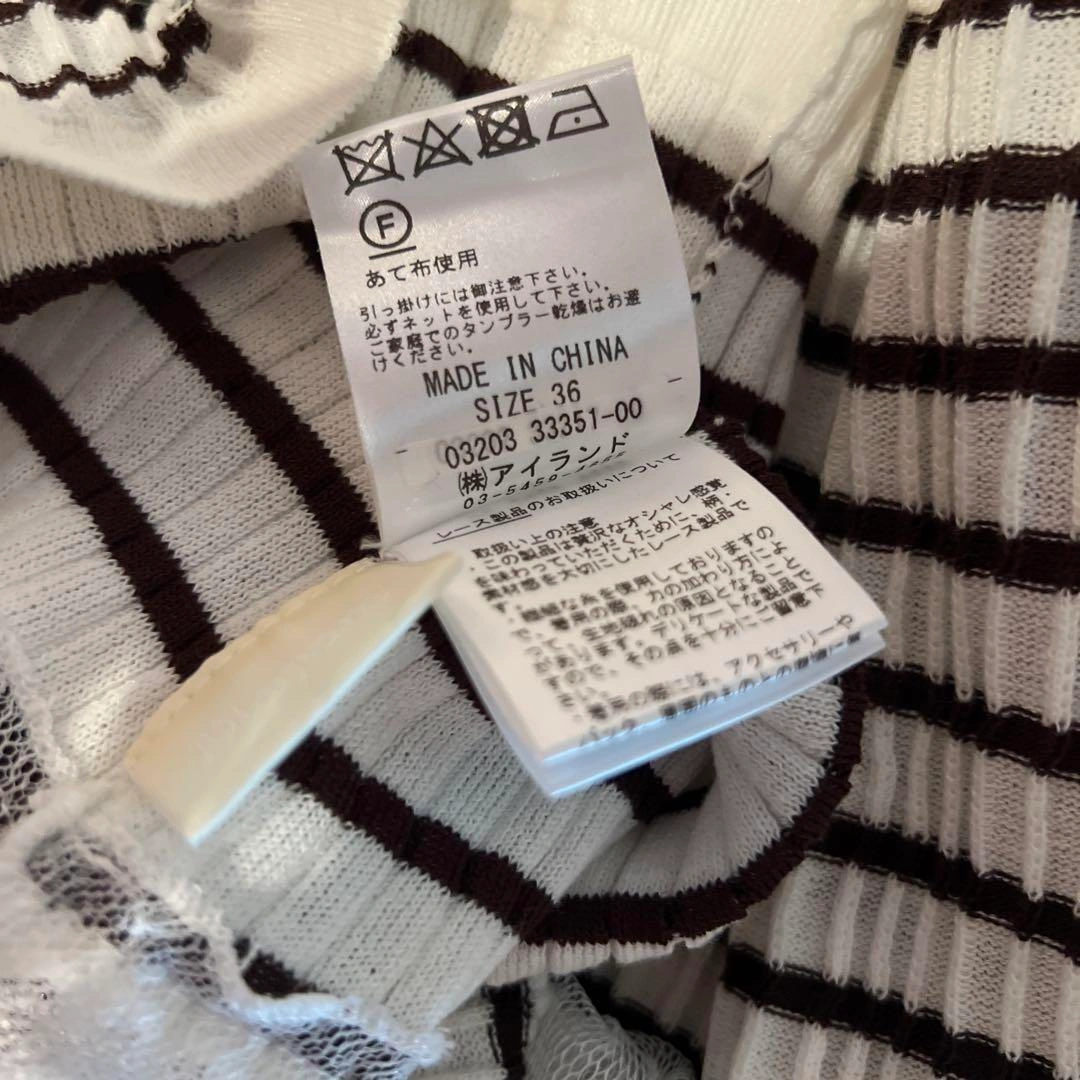 F
あて布使用
引っ掛けには御注意下さい。
必ずネットを使用して下さい。
ご家庭でのタンブラー乾燥はお避
けください。
MADE IN CHINA
SIZE 36
03203 33351-00
㈱アイランド
03-5459-
レース製品のお取扱いについて
取扱い上の注意
・この製品は贅沢なオシャレ感覚
を味わっていただくために、柄・
素材感を大切にしたレース製品で
す。繊細な糸を使用しておりますの
で、着用の際、力の加わり方によ
って、生地破れの原因となること
があります。デリケートな製品で
すので、その点を十分にご留意下
さい。
・着用の際には、アクセサリーや
バッグ、